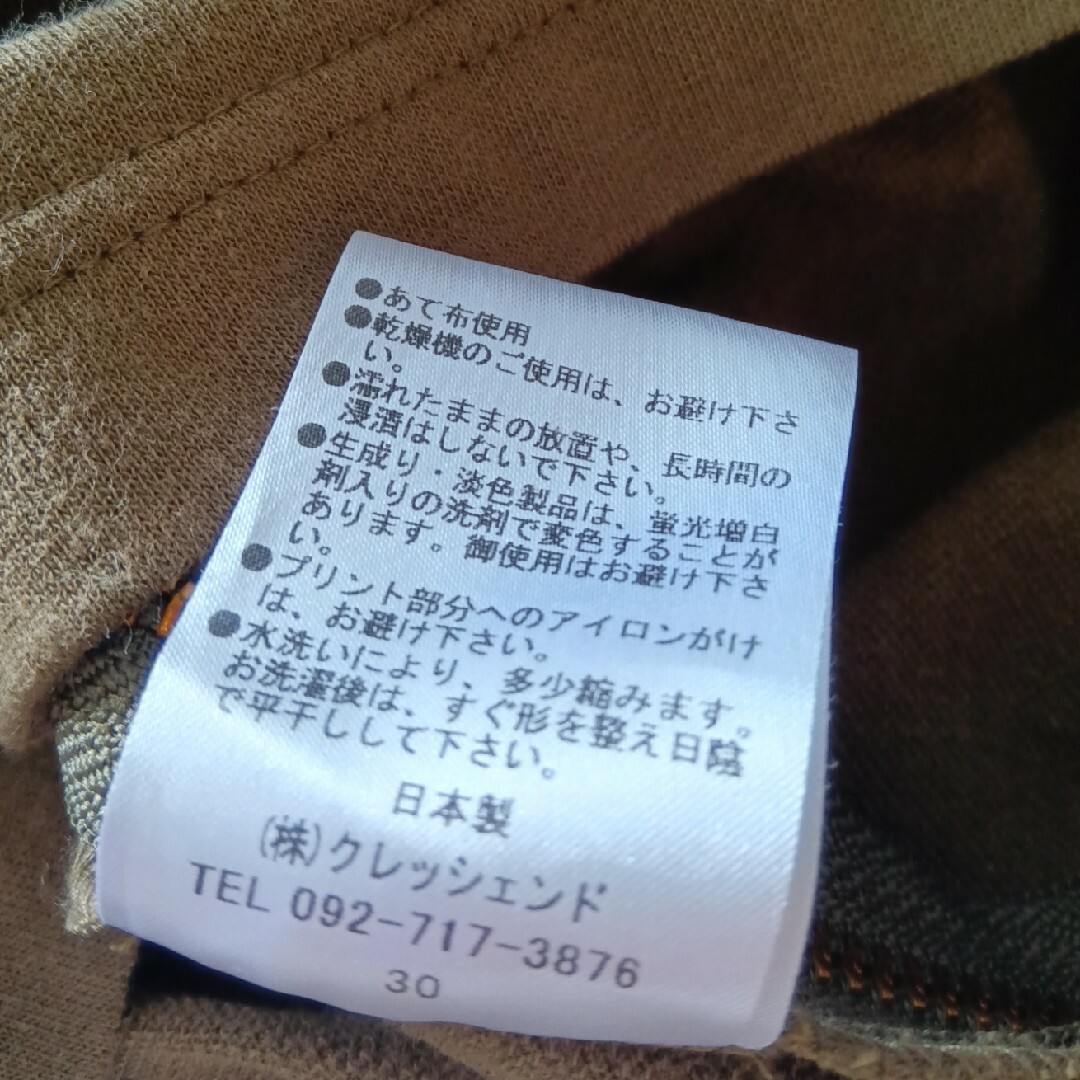 ●あて布使用
●乾燥機のご使用は、お避け下さ
い。
●濡れたままの放置や、長時間の
浸漬はしないで下さい。
●生成り・淡色製品は、蛍光増白
剤入りの洗剤で変色することが
あります。御使用はお避け下さ
い。
●プリント部分へのアイロンがけ
は、お避け下さい。
●水洗いにより、多少縮みます。
お洗濯後は、すぐ形を整え日陰
で平干しして下さい。
日本製
(株)クレッシェンド
TEL 092-717-3876
30